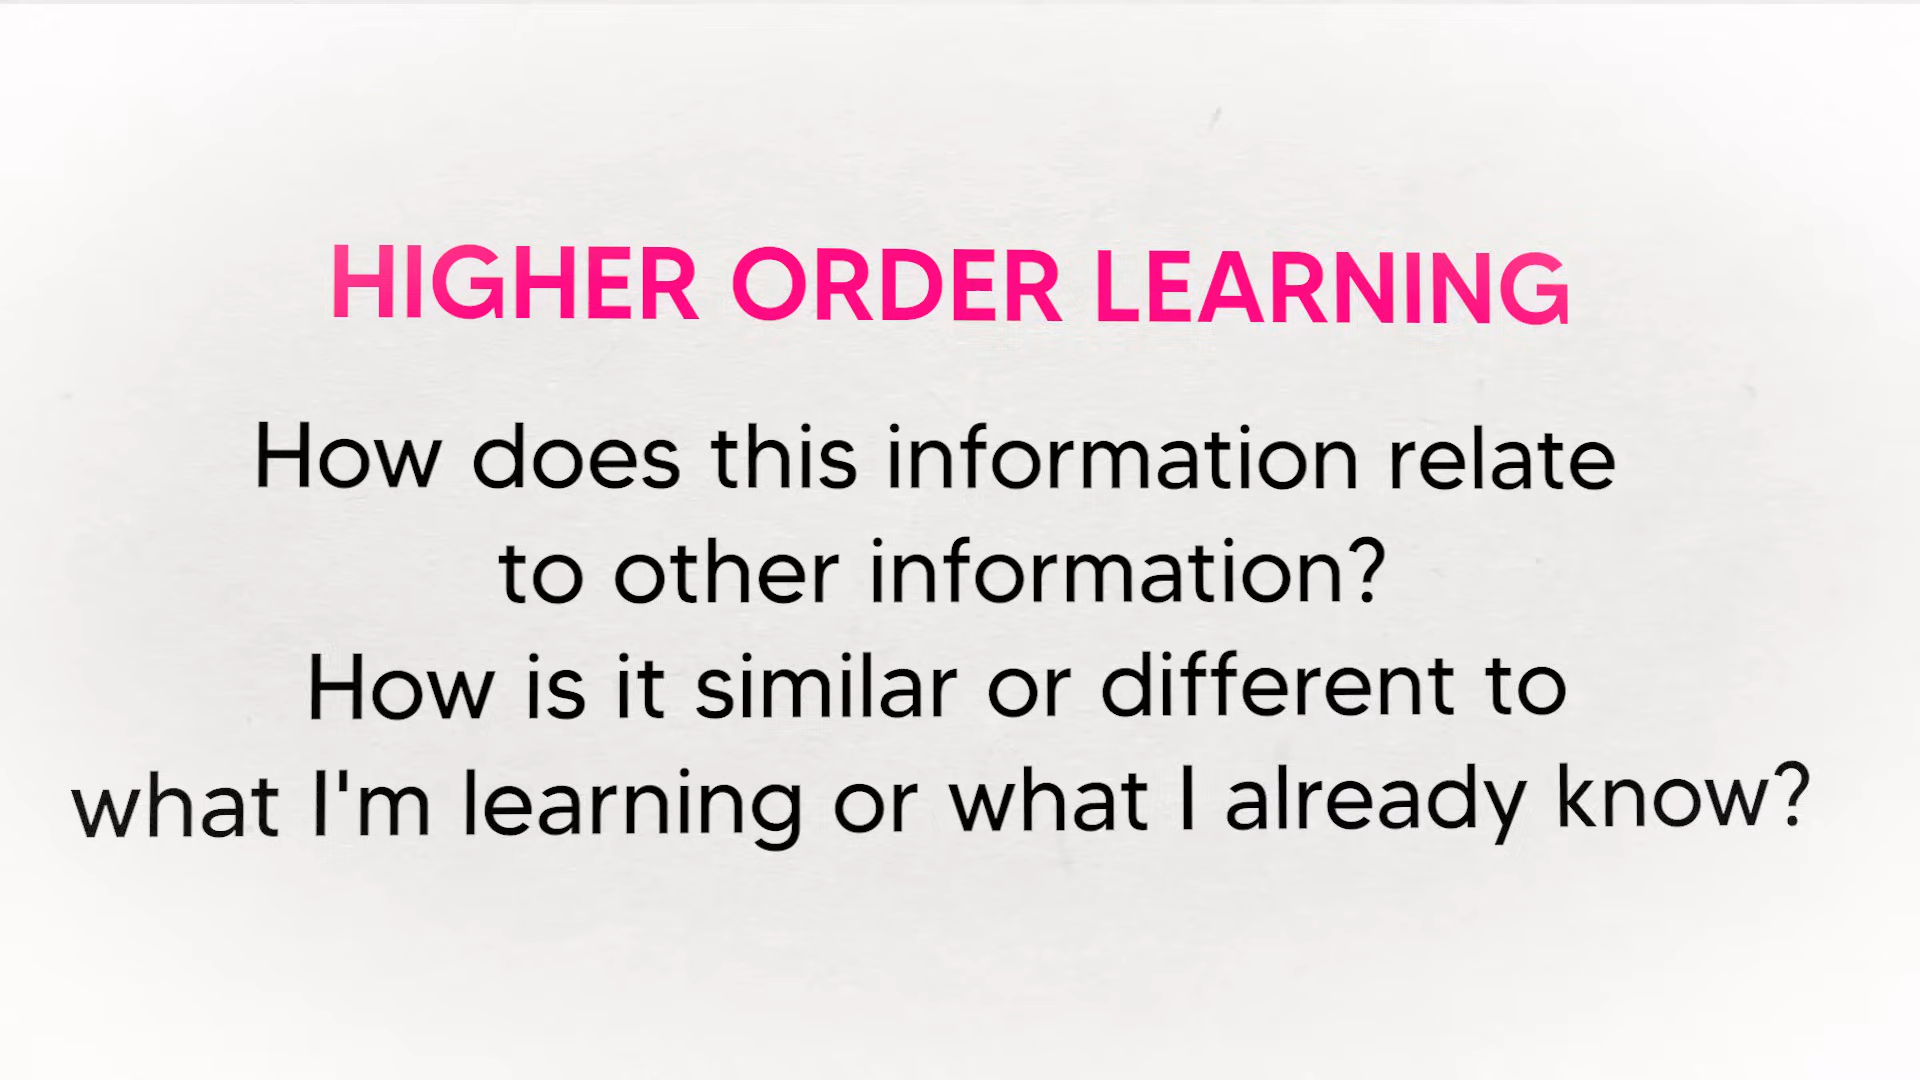 HIGHER ORDER LEARNING
How does this information relate
to other information?
How is it similar or different to
what I'm learning or what I already know?